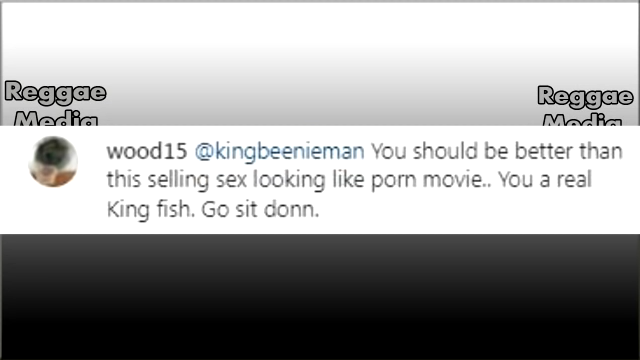 Reggae
Media
Reggae
Media
wood15 @kingbeenieman You should be better than
this selling sex looking like porn movie.. You a real
King fish. Go sit donn.